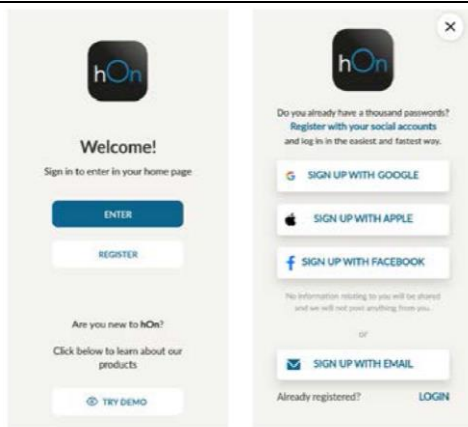 hOn
Welcome!
Sign in to enter in your home page
ENTER
REGISTER
Are you new to hOn?
Click below to learn about our
products
TRY DEMO
hOn
Do you already have a thousand passwords?
Register with your social accounts
and log in in the easiest and fastest way.
SIGN UP WITH GOOGLE
SIGN UP WITH APPLE
SIGN UP WITH FACEBOOK
No information relating to you will be shared
and we will not post anything from you.
or
SIGN UP WITH EMAIL
Already registered? LOGIN